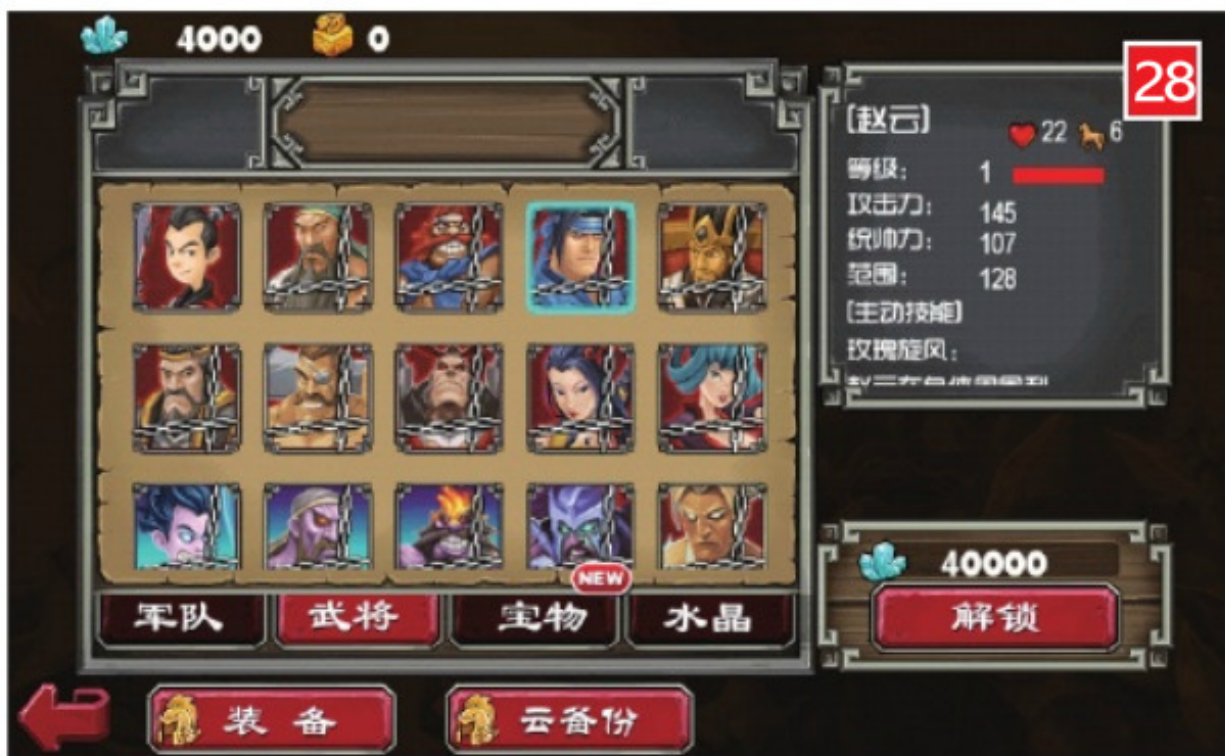 4000 0
28
[赵云] 22 6
等级： 1
攻击力： 145
统帅力： 107
范围： 128
[主动技能]
玫瑰旋风：
40000
解锁
NEW
军队 武将 宝物 水晶
装备 云备份